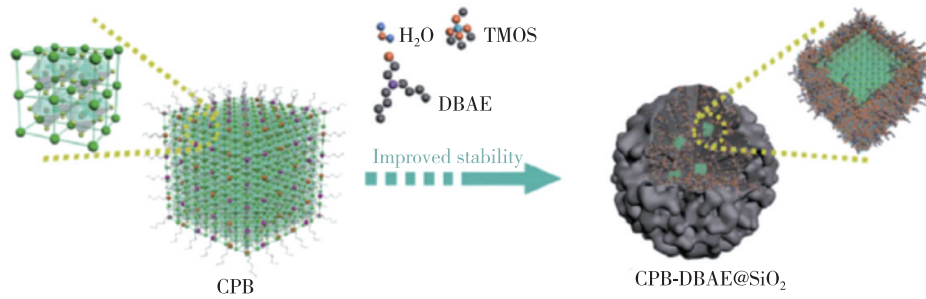 H₂O
TMOS
DBAE
Improved stability
CPB
CPB-DBAE@SiO₂